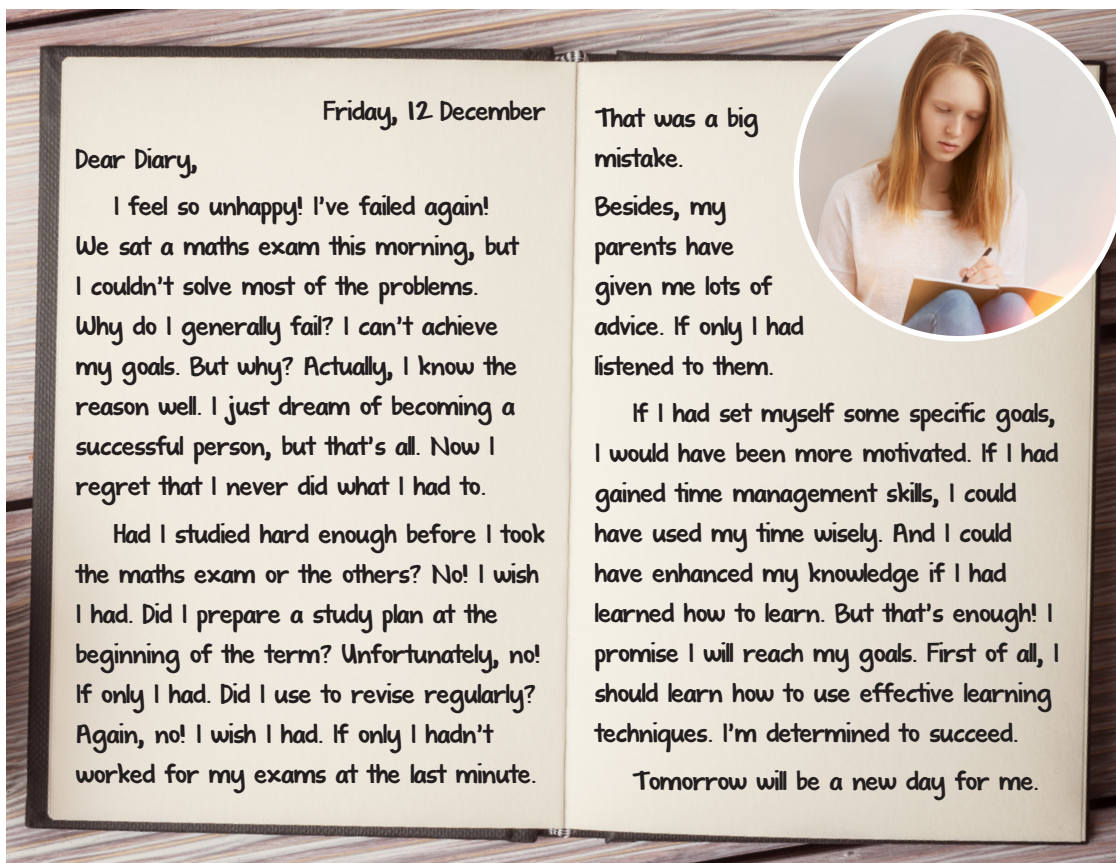 Friday, 12 December
Dear Diary,
I feel so unhappy! I've failed again!
We sat a maths exam this morning, but
I couldn't solve most of the problems.
Why do I generally fail? I can't achieve
my goals. But why? Actually, I know the
reason well. I just dream of becoming a
successful person, but that's all. Now I
regret that I never did what I had to.
Had I studied hard enough before I took
the maths exam or the others? No! I wish
I had. Did I prepare a study plan at the
beginning of the term? Unfortunately, no!
If only I had. Did I use to revise regularly?
Again, no! I wish I had. If only I hadn't
worked for my exams at the last minute.
That was a big
mistake.
Besides, my
parents have
given me lots of
advice. If only I had
listened to them.
If I had set myself some specific goals,
I would have been more motivated. If I had
gained time management skills, I could
have used my time wisely. And I could
have enhanced my knowledge if I had
learned how to learn. But that's enough! I
promise I will reach my goals. First of all, I
should learn how to use effective learning
techniques. I'm determined to succeed.
Tomorrow will be a new day for me.